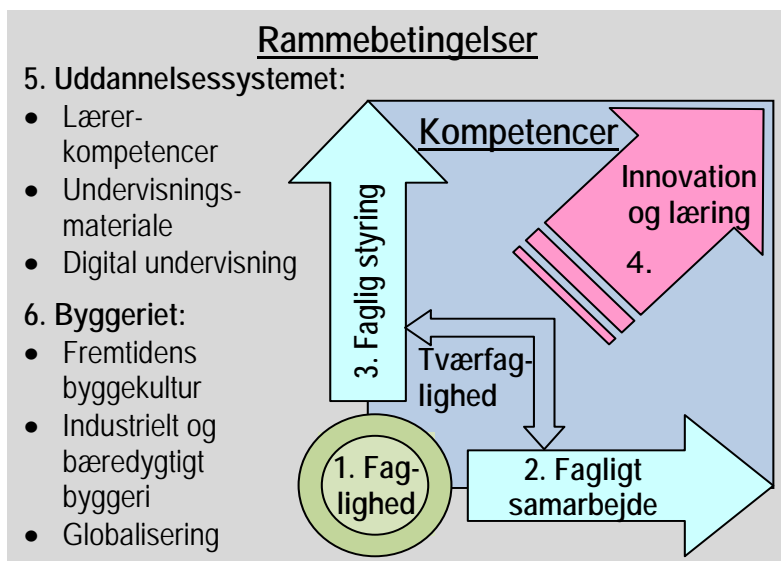 Rammebetingelser
5. Uddannelsessystemet:
• Lærer-
kompetencer
• Undervisnings-
materiale
• Digital undervisning
6. Byggeriet:
• Fremtidens
byggekultur
• Industrielt og
bæredygtigt
byggeri
• Globalisering
Kompetencer
Innovation
og læring
4.
3. Faglig styring
Tværfag-
lighed
1. Fag-
lighed
2. Fagligt
samarbejde